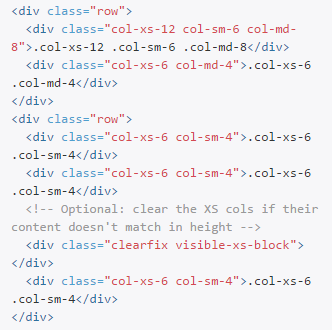 <div class="row">
  <div class="col-xs-12 col-sm-6 col-md-
8">.col-xs-12 .col-sm-6 .col-md-8</div>
  <div class="col-xs-6 col-md-4">.col-xs-6
.col-md-4</div>
</div>
<div class="row">
  <div class="col-xs-6 col-sm-4">.col-xs-6
.col-sm-4</div>
  <div class="col-xs-6 col-sm-4">.col-xs-6
.col-sm-4</div>
  <!-- Optional: clear the XS cols if their
content doesn't match in height -->
  <div class="clearfix visible-xs-block">
</div>
  <div class="col-xs-6 col-sm-4">.col-xs-6
.col-sm-4</div>
</div>